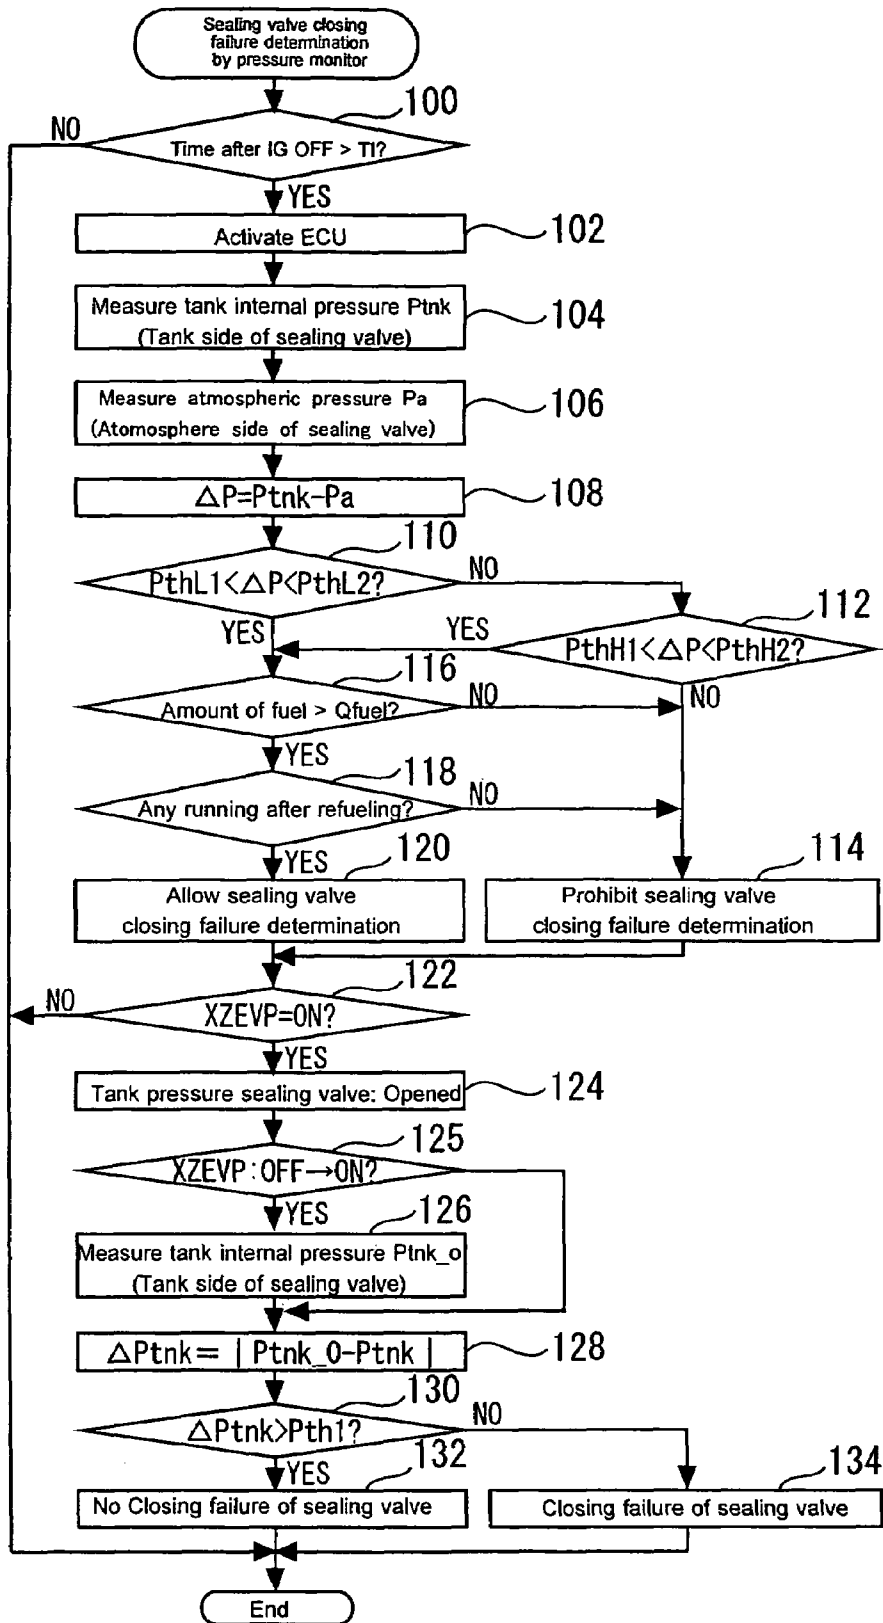 Sealing valve closing
failure determination
by pressure monitor
100
NO
Time after IG OFF > TI?
YES
Activate ECU
102
Measure tank internal pressure Ptnk
(Tank side of sealing valve)
104
Measure atmospheric pressure Pa
(Atomosphere side of sealing valve)
106
△P=Ptnk-Pa
108
110
PthL1<△P<PthL2?
NO
112
YES
YES
PthH1<△P<PthH2?
116
NO
NO
Amount of fuel > Qfuel?
YES
118
NO
Any running after refueling?
YES
120
114
Allow sealing valve
closing failure determination
Prohibit sealing valve
closing failure determination
122
NO
XZEVP=ON?
YES
Tank pressure sealing valve: Opened
124
125
XZEVP:OFF→ON?
YES
126
Measure tank internal pressure Ptnk_o
(Tank side of sealing valve)
△Ptnk= | Ptnk_0-Ptnk |
128
130
NO
△Ptnk>Pth1?
YES
132
134
No Closing failure of sealing valve
Closing failure of sealing valve
End